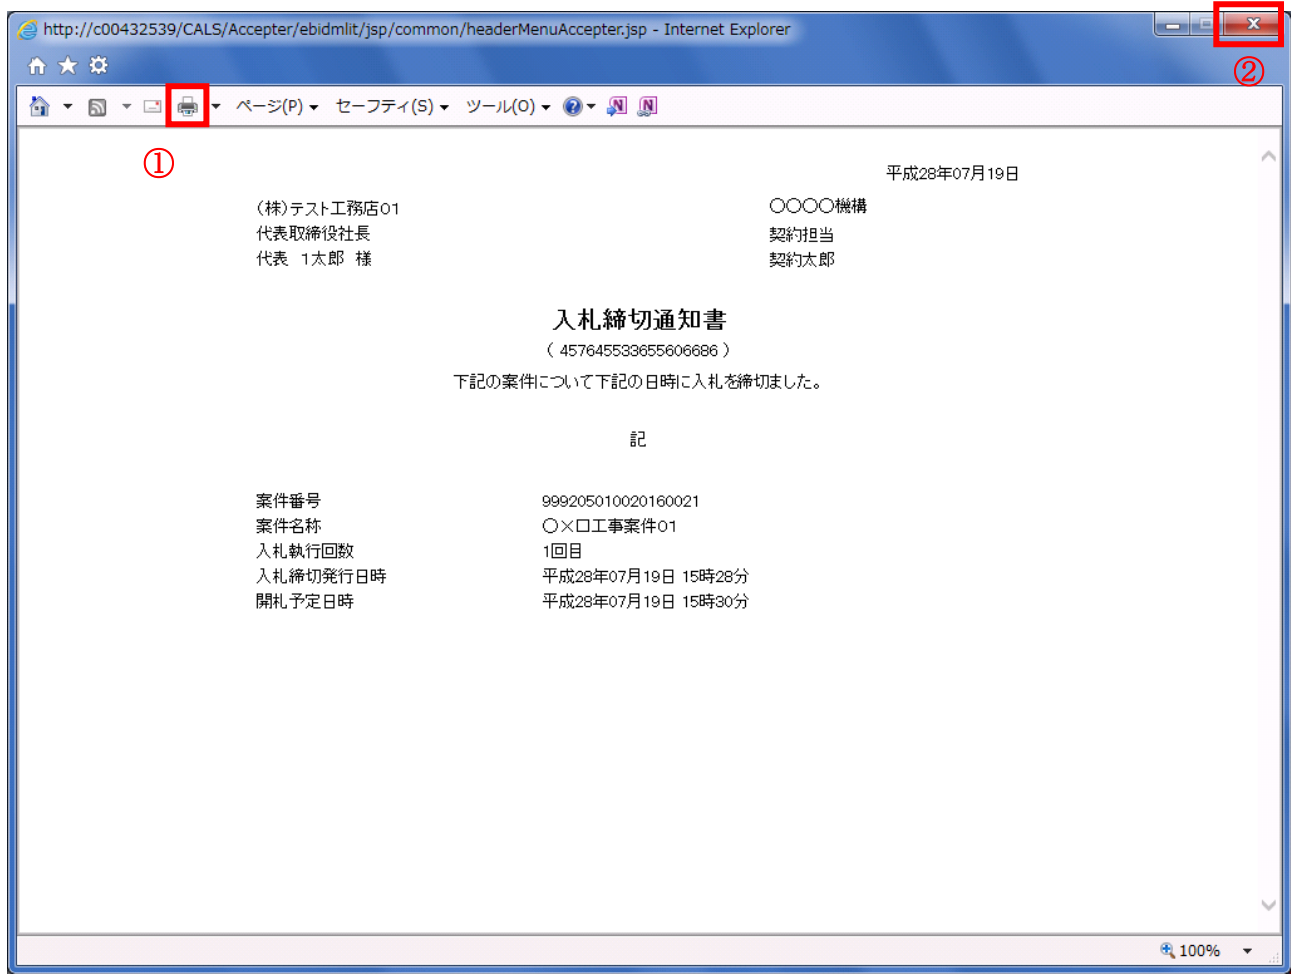 http://c00432539/CALS/Accepter/ebidmlit/jsp/common/headerMenuAccepter.jsp - Internet Explorer
②
ページ(P) セーフティ(S) ツール(O)
①
平成28年07月19日
(株)テスト工務店01
〇〇〇〇機構
代表取締役社長
契約担当
代表 1太郎 様
契約太郎
入札締切通知書
( 457645533655606686 )
下記の案件について下記の日時に入札を締切ました。
記
案件番号 999205010020160021
案件名称 〇×口工事案件01
入札執行回数 1回目
入札締切発行日時 平成28年07月19日 15時28分
開札予定日時 平成28年07月19日 15時30分
100%